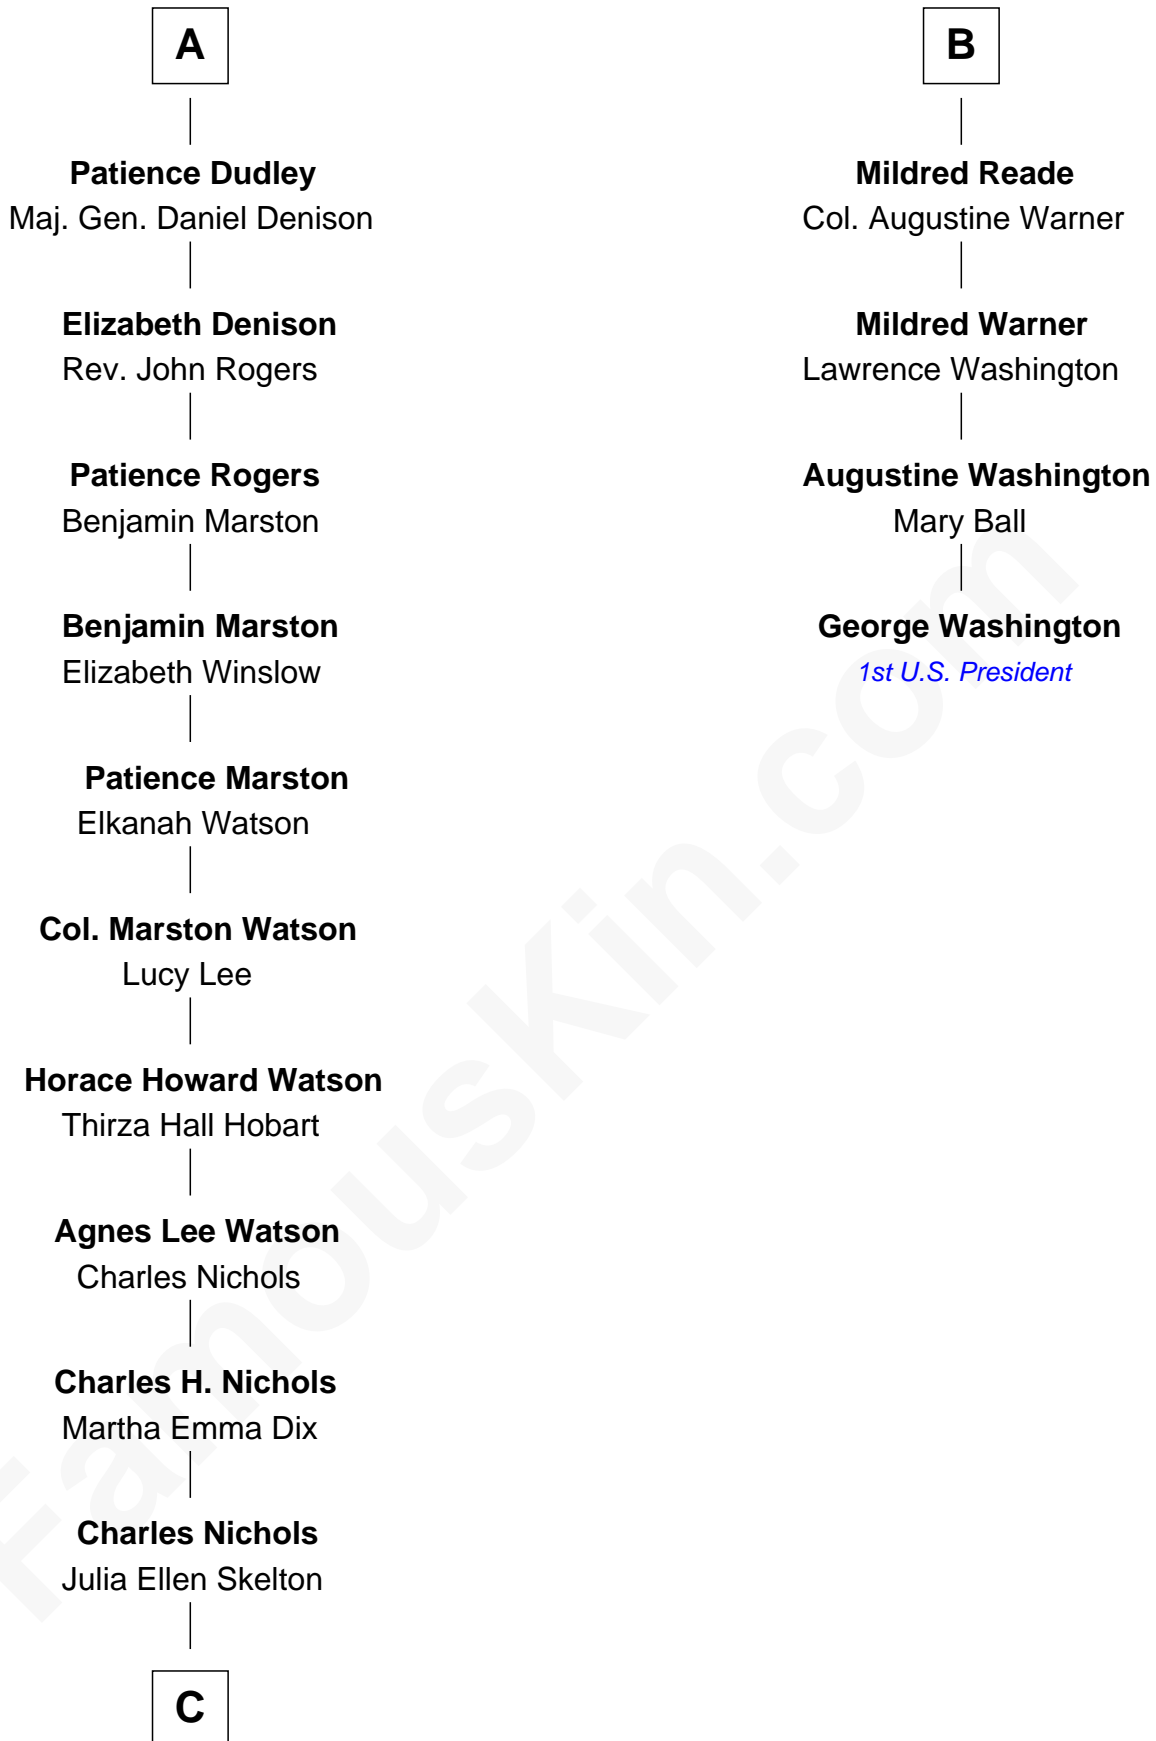 A
Patience Dudley
Maj. Gen. Daniel Denison
Elizabeth Denison
Rev. John Rogers
Patience Rogers
Benjamin Marston
Benjamin Marston
Elizabeth Winslow
Patience Marston
Elkanah Watson
Col. Marston Watson
Lucy Lee
Horace Howard Watson
Thirza Hall Hobart
Agnes Lee Watson
Charles Nichols
Charles H. Nichols
Martha Emma Dix
Charles Nichols
Julia Ellen Skelton
C
B
Mildred Reade
Col. Augustine Warner
Mildred Warner
Lawrence Washington
Augustine Washington
Mary Ball
George Washington
1st U.S. President
FamousKin.com